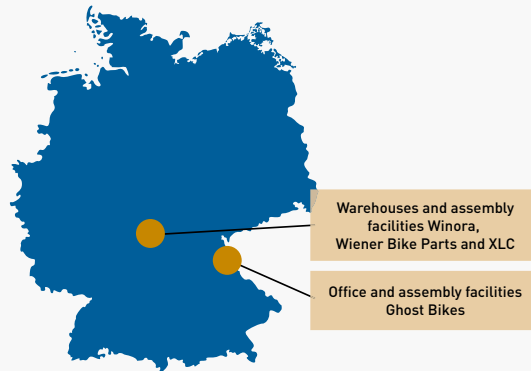 Warehouses and assembly
facilities Winora,
Wiener Bike Parts and XLC
Office and assembly facilities
Ghost Bikes